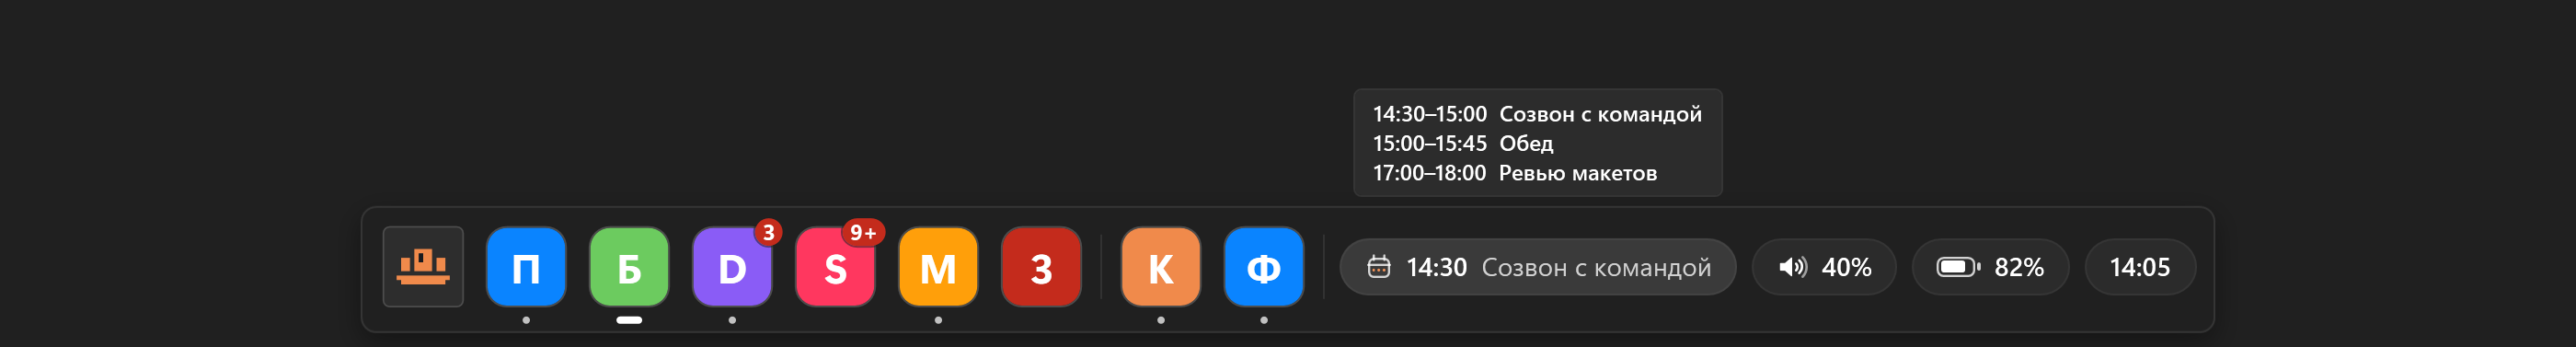 14:30–15:00 Созвон с командой
15:00–15:45 Обед
17:00–18:00 Ревью макетов
П Б D 3 S 9+ М З К Ф 14:30 Созвон с командой 40% 82% 14:05